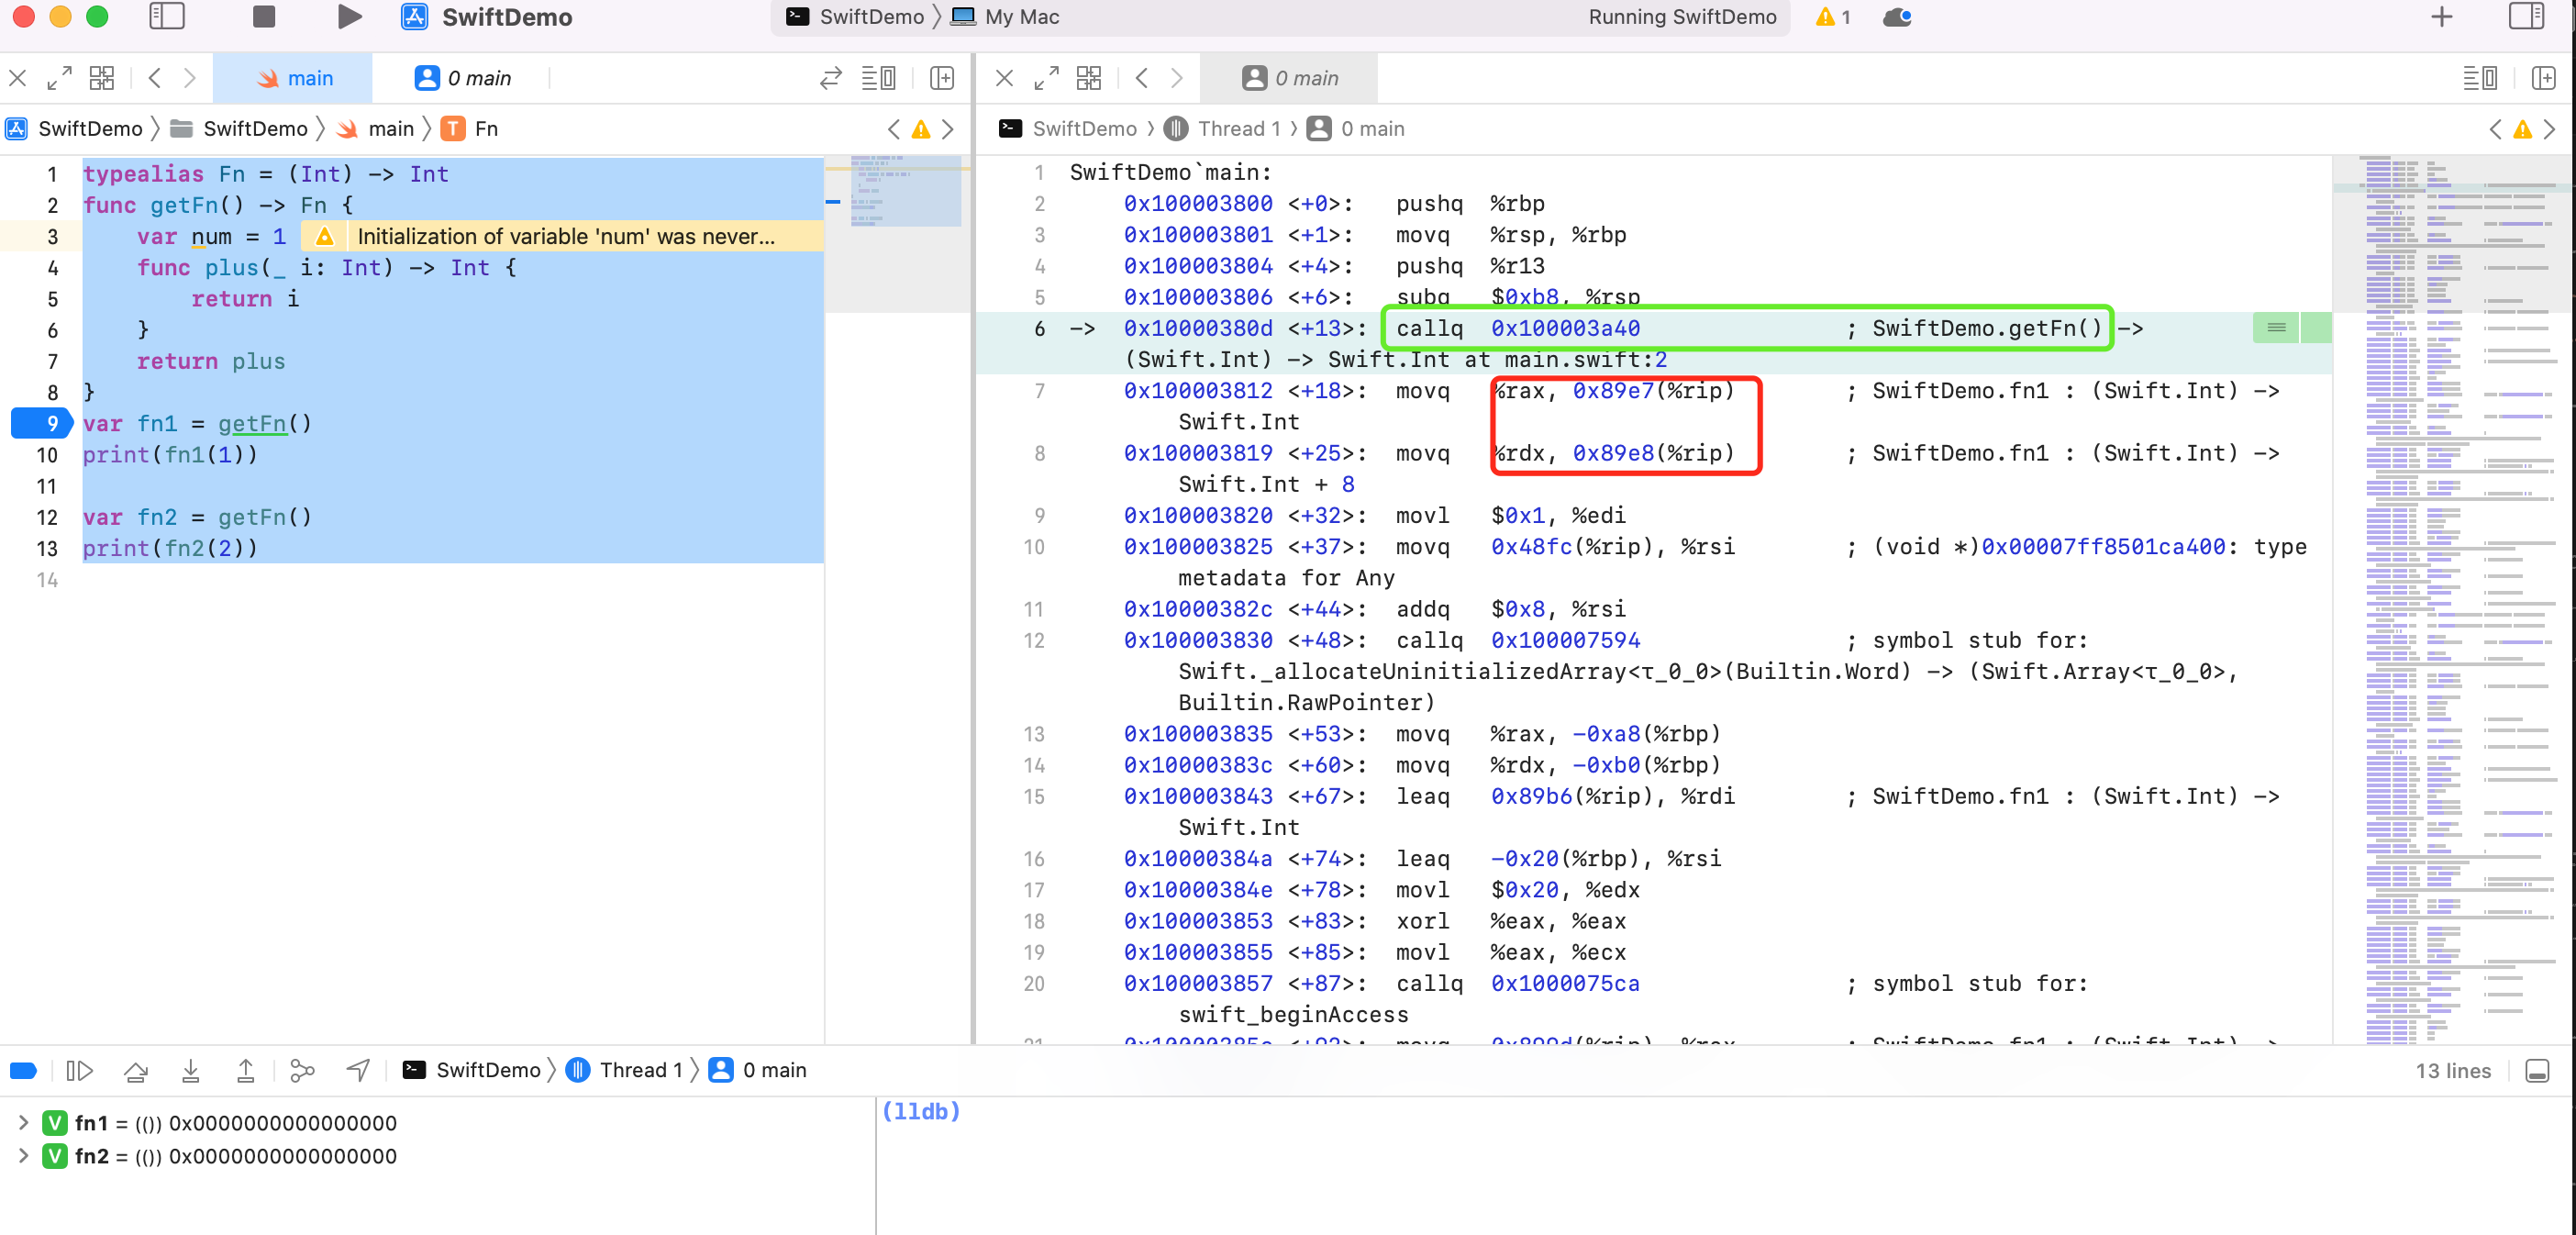 SwiftDemo
SwiftDemo My Mac Running SwiftDemo 1
main 0 main
SwiftDemo SwiftDemo main T Fn
1 typealias Fn = (Int) -> Int
2 func getFn() -> Fn {
3 var num = 1 Initialization of variable 'num' was never...
4 func plus(_ i: Int) -> Int {
5 return i
6 }
7 return plus
8 }
9 var fn1 = getFn()
10 print(fn1(1))
11
12 var fn2 = getFn()
13 print(fn2(2))
14
0 main
SwiftDemo Thread 1 0 main
1 SwiftDemo`main:
2 0x100003800 <+0>: pushq %rbp
3 0x100003801 <+1>: movq %rsp, %rbp
4 0x100003804 <+4>: pushq %r13
5 0x100003806 <+6>: subq $0xb8, %rsp
6 -> 0x10000380d <+13>: callq 0x100003a40 ; SwiftDemo.getFn() ->
(Swift.Int) -> Swift.Int at main.swift:2
7 0x100003812 <+18>: movq %rax, 0x89e7(%rip) ; SwiftDemo.fn1 : (Swift.Int) ->
Swift.Int
8 0x100003819 <+25>: movq %rdx, 0x89e8(%rip) ; SwiftDemo.fn1 : (Swift.Int) ->
Swift.Int + 8
9 0x100003820 <+32>: movl $0x1, %edi
10 0x100003825 <+37>: movq 0x48fc(%rip), %rsi ; (void *)0x00007ff8501ca400: type
metadata for Any
11 0x10000382c <+44>: addq $0x8, %rsi
12 0x100003830 <+48>: callq 0x100007594 ; symbol stub for:
Swift._allocateUninitializedArray<τ_0_0>(Builtin.Word) -> (Swift.Array<τ_0_0>,
Builtin.RawPointer)
13 0x100003835 <+53>: movq %rax, -0xa8(%rbp)
14 0x10000383c <+60>: movq %rdx, -0xb0(%rbp)
15 0x100003843 <+67>: leaq 0x89b6(%rip), %rdi ; SwiftDemo.fn1 : (Swift.Int) ->
Swift.Int
16 0x10000384a <+74>: leaq -0x20(%rbp), %rsi
17 0x10000384e <+78>: movl $0x20, %edx
18 0x100003853 <+83>: xorl %eax, %eax
19 0x100003855 <+85>: movl %eax, %ecx
20 0x100003857 <+87>: callq 0x1000075ca ; symbol stub for:
swift_beginAccess
SwiftDemo Thread 1 0 main 13 lines
V fn1 = (()) 0x0000000000000000
V fn2 = (()) 0x0000000000000000
(lldb)